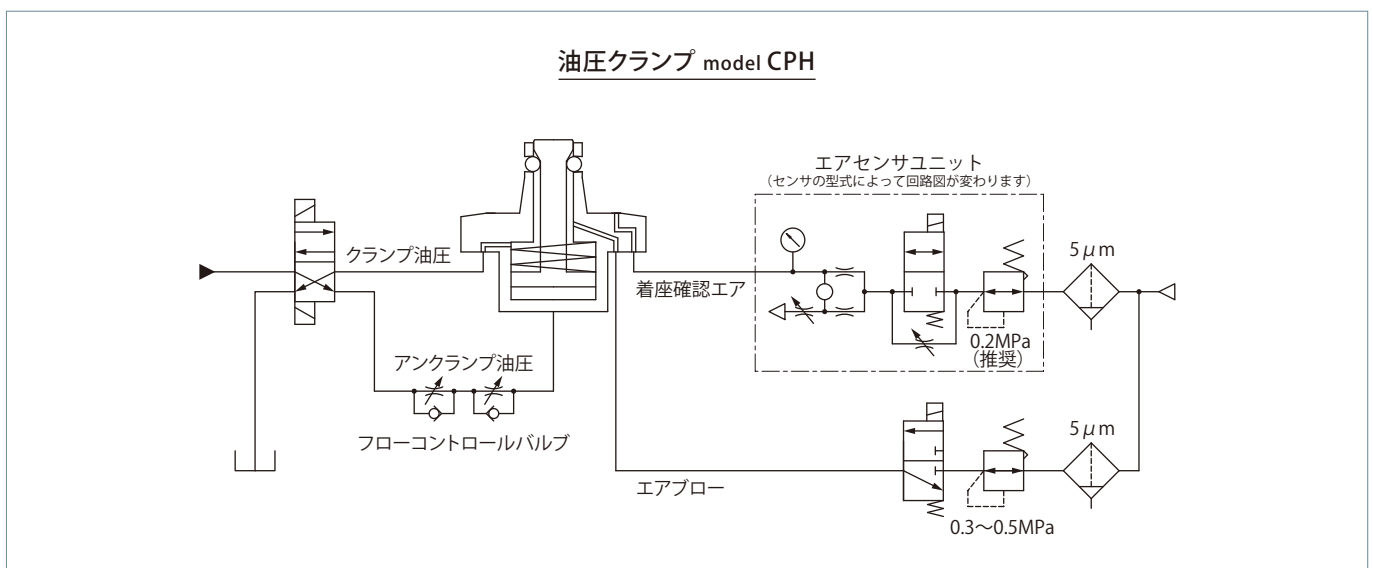 油圧クランプ model CPH
エアセンサユニット
（センサの型式によって回路図が変わります）
5μm
クランプ油圧
着座確認エア
0.2MPa
（推奨）
アンクランプ油圧
フローコントロールバルブ
5μm
エアブロー
0.3～0.5MPa